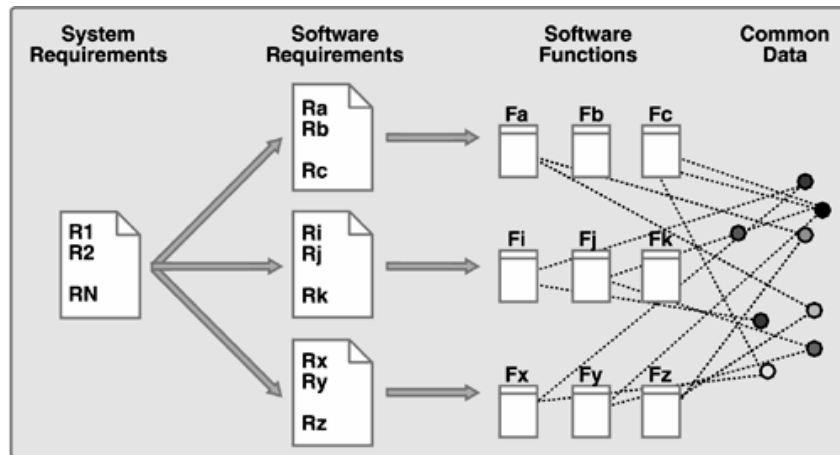 System
Requirements
Software
Requirements
Software
Functions
Common
Data
R1
R2
RN
Ra
Rb
Rc
Ri
Rj
Rk
Rx
Ry
Rz
Fa Fb Fc
Fi Fj Fk
Fx Fy Fz